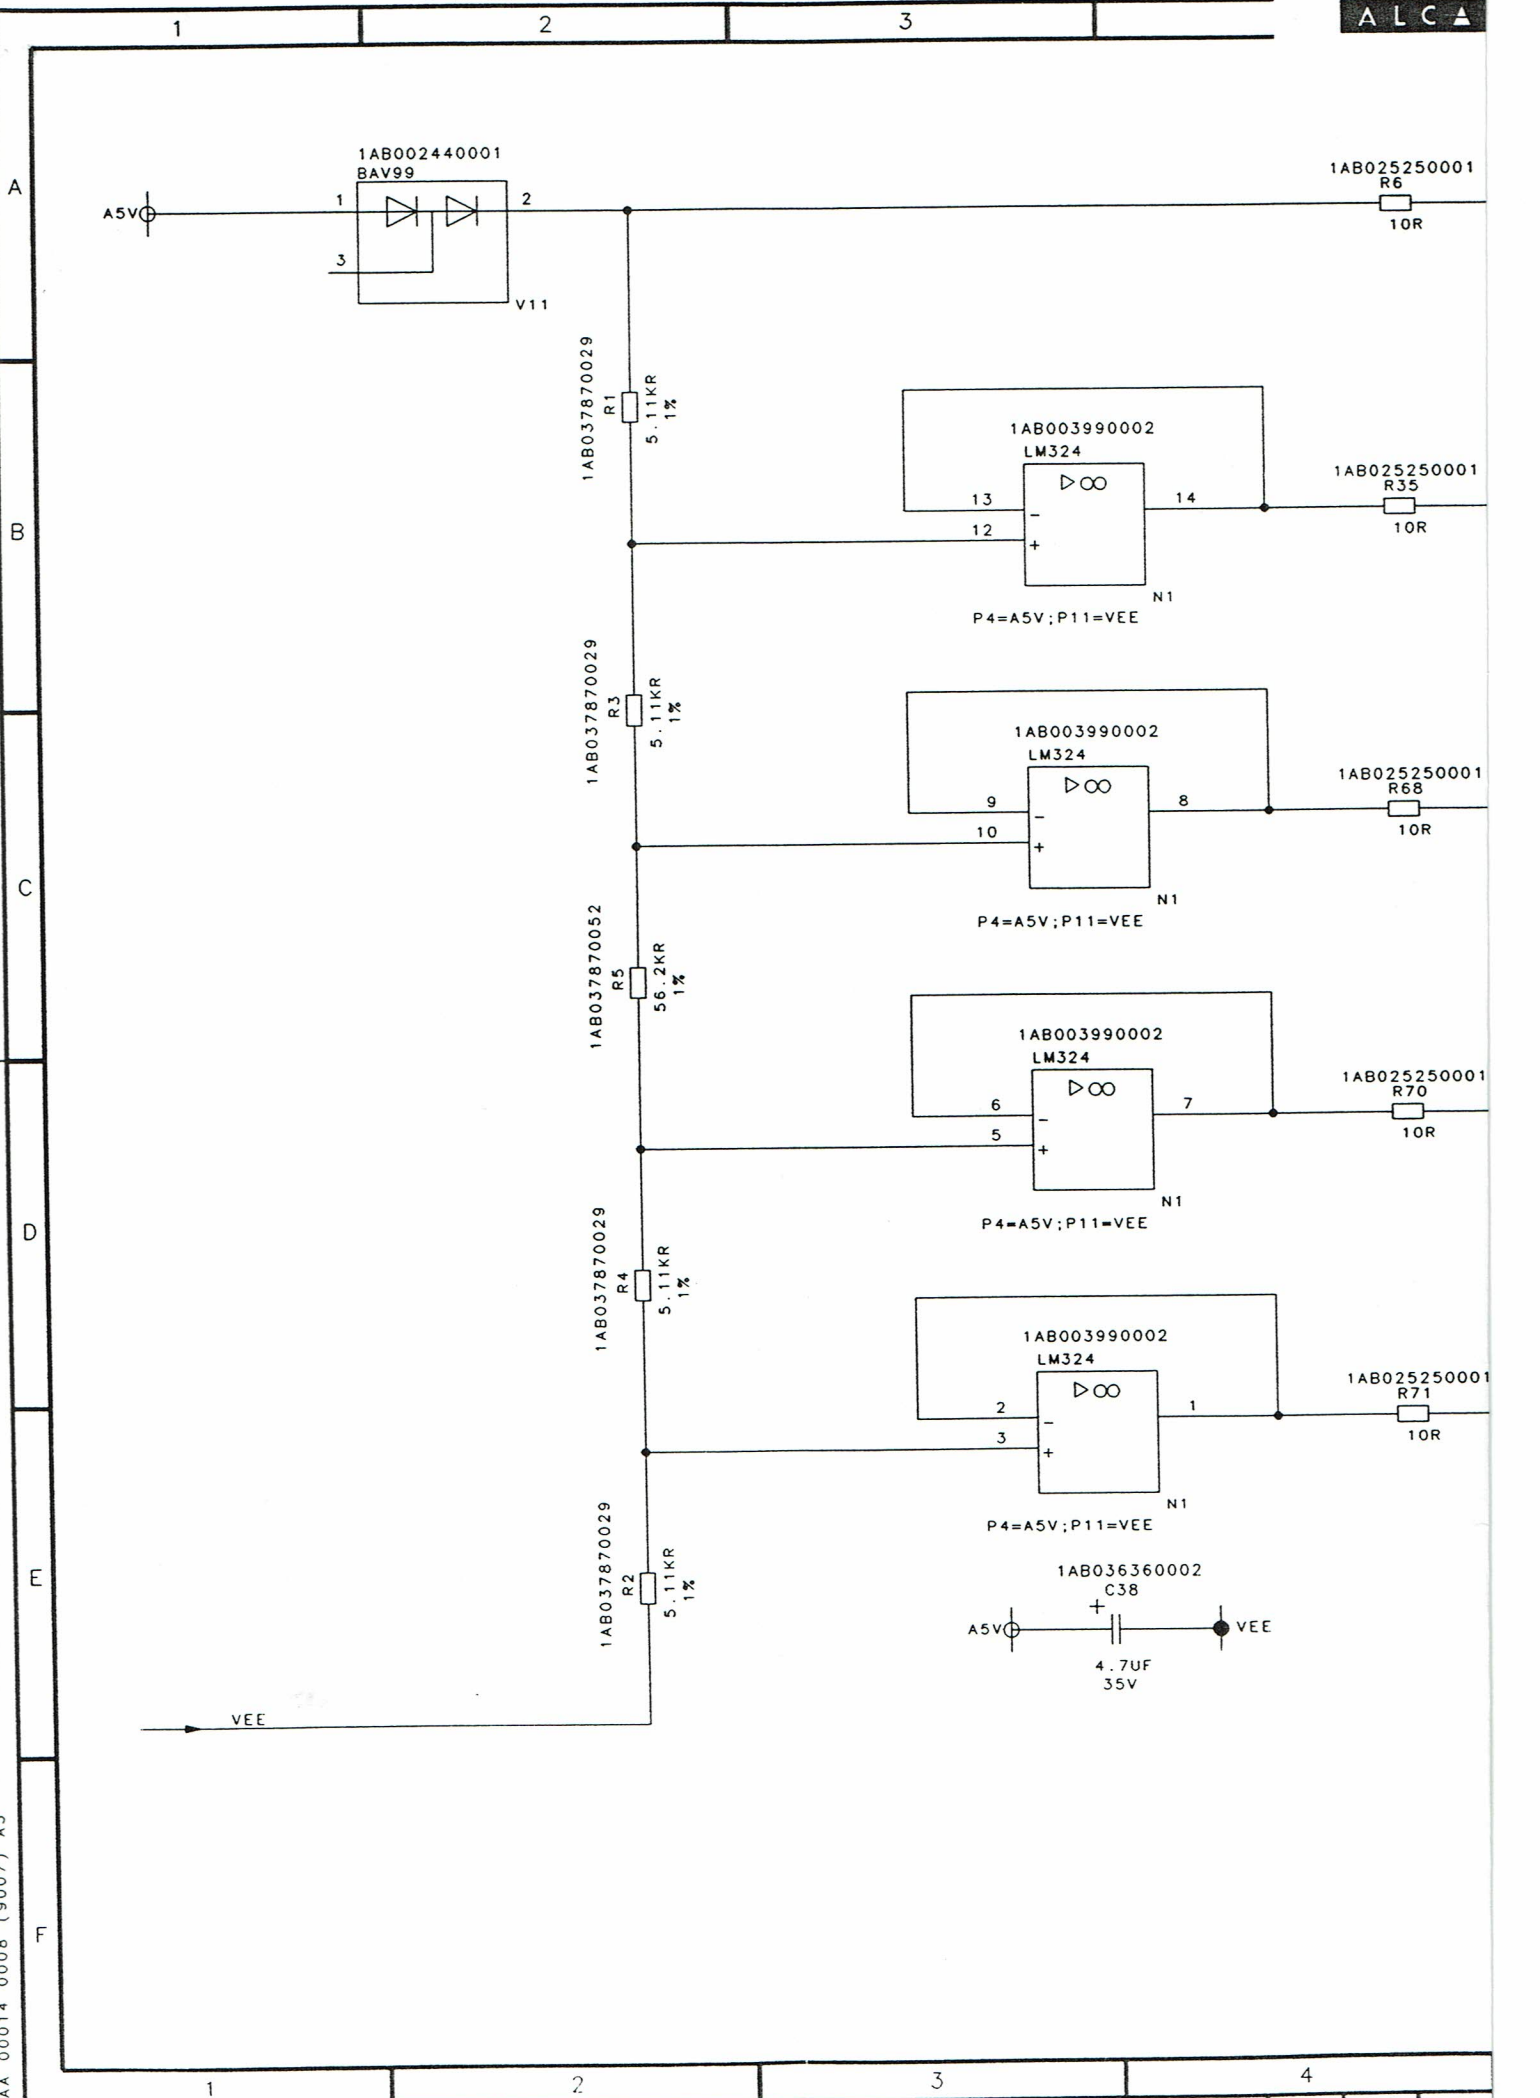 1 2 3
ALCA
A
1AB002440001
BAV99
A5V
1
2
3
V11
1AB025250001
R6
10R
B
1AB037870029
R1
5.11KR
1%
1AB003990002
LM324
13
12
14
-
+
N1
P4=A5V;P11=VEE
1AB025250001
R35
10R
1AB037870029
R3
5.11KR
1%
1AB003990002
LM324
9
10
8
-
+
N1
P4=A5V;P11=VEE
1AB025250001
R68
10R
C
1AB037870052
R5
56.2KR
1%
1AB003990002
LM324
6
5
7
-
+
N1
P4=A5V;P11=VEE
1AB025250001
R70
10R
D
1AB037870029
R4
5.11KR
1%
1AB003990002
LM324
2
3
1
-
+
N1
P4=A5V;P11=VEE
1AB025250001
R71
10R
E
1AB037870029
R2
5.11KR
1%
1AB036360002
C38
+
A5V
VEE
4.7UF
35V
VEE
F
1 2 3 4